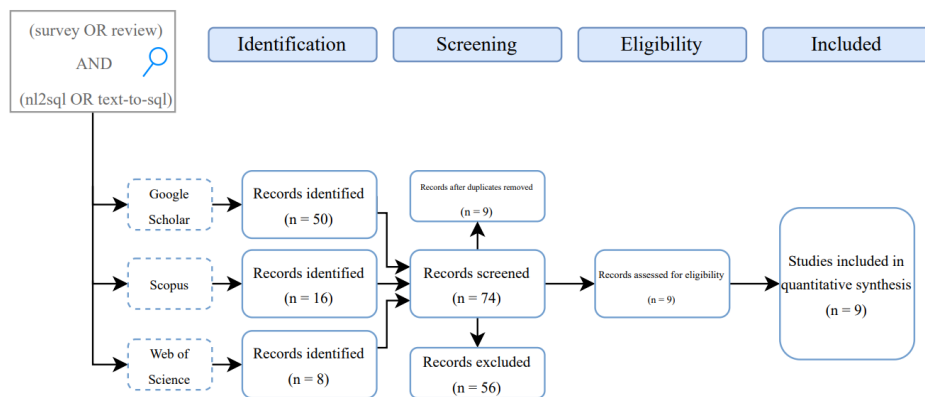 (survey OR review)
AND
(nl2sql OR text-to-sql)
Identification
Screening
Eligibility
Included
Google
Scholar
Records identified
(n = 50)
Records after duplicates removed
(n = 9)
Scopus
Records identified
(n = 16)
Records screened
(n = 74)
Records assessed for eligibility
(n = 9)
Studies included in
quantitative synthesis
(n = 9)
Web of
Science
Records identified
(n = 8)
Records excluded
(n = 56)